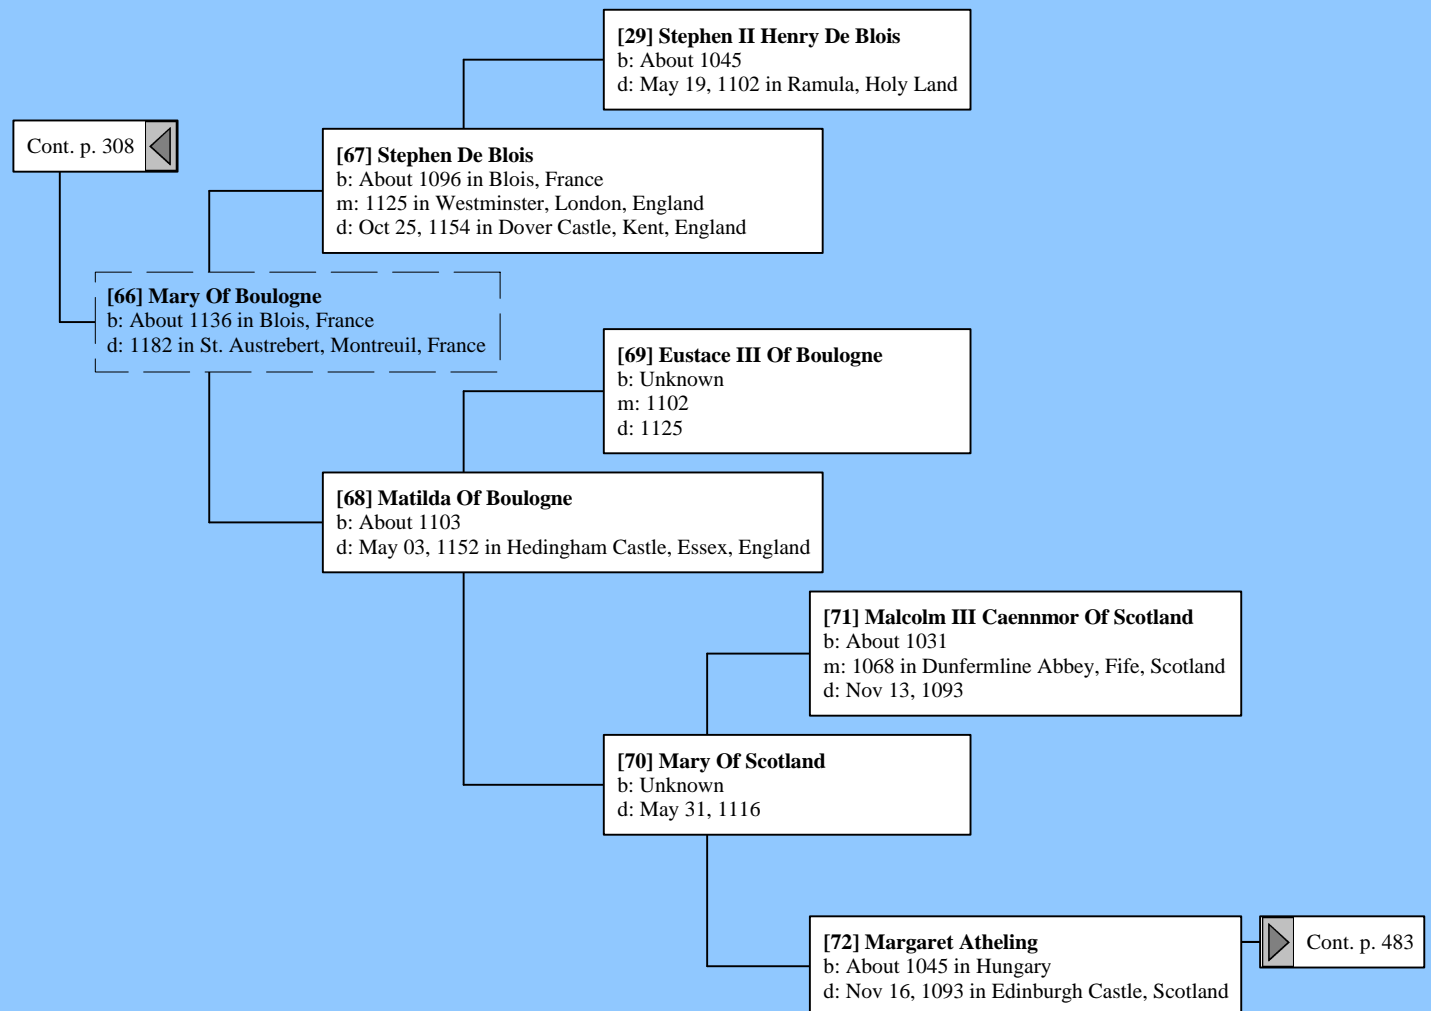 [29] Stephen II Henry De Blois
b: About 1045
d: May 19, 1102 in Ramula, Holy Land
Cont. p. 308
[67] Stephen De Blois
b: About 1096 in Blois, France
m: 1125 in Westminster, London, England
d: Oct 25, 1154 in Dover Castle, Kent, England
[66] Mary Of Boulogne
b: About 1136 in Blois, France
d: 1182 in St. Austrebert, Montreuil, France
[69] Eustace III Of Boulogne
b: Unknown
m: 1102
d: 1125
[68] Matilda Of Boulogne
b: About 1103
d: May 03, 1152 in Hedingham Castle, Essex, England
[71] Malcolm III Caennmor Of Scotland
b: About 1031
m: 1068 in Dunfermline Abbey, Fife, Scotland
d: Nov 13, 1093
[70] Mary Of Scotland
b: Unknown
d: May 31, 1116
[72] Margaret Atheling
b: About 1045 in Hungary
d: Nov 16, 1093 in Edinburgh Castle, Scotland
Cont. p. 483